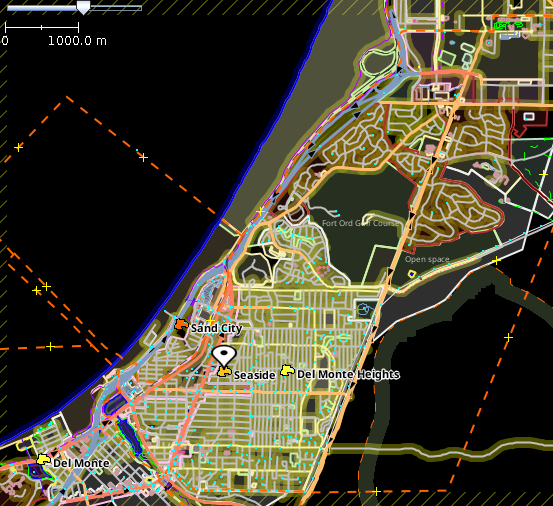 0
1000.0 m
Fort Ord Golf Course
Open space
Sand City
Seaside
Del Monte Heights
Del Monte